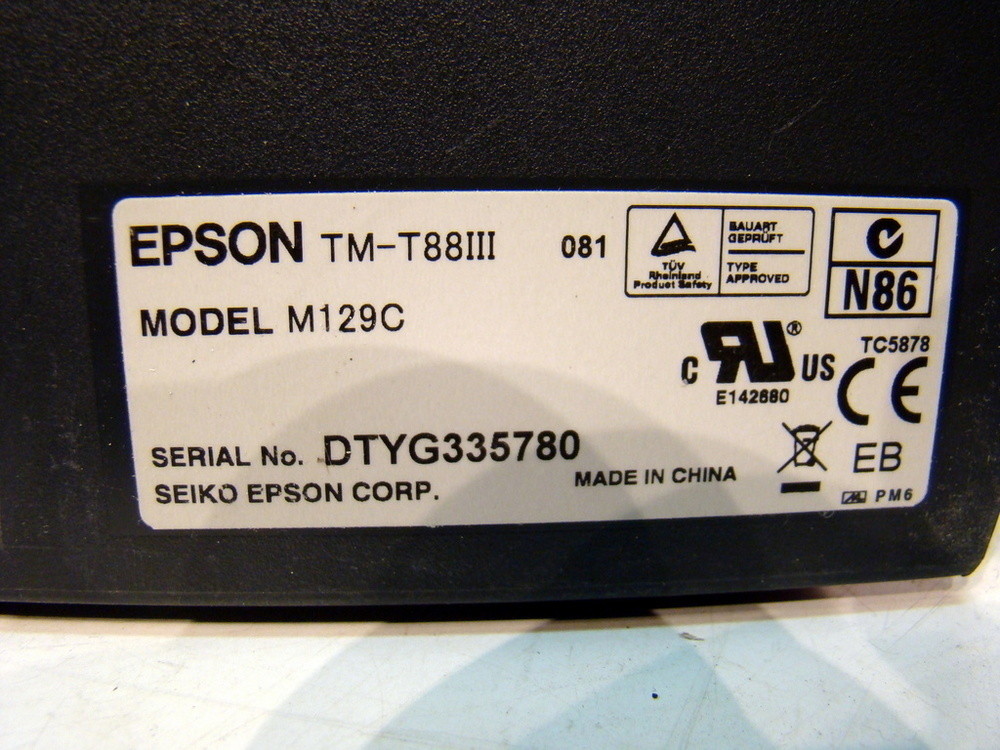 EPSON TM-T88III 081
TÜV
Rheinland
Product Safety
BAUART
GEPRÜFT
TYPE
APPROVED
N86
MODEL M129C
C RU ® US
E142680
TC5878
CE
SERIAL No. DTYG335780
SEIKO EPSON CORP.
MADE IN CHINA
EB
PM6